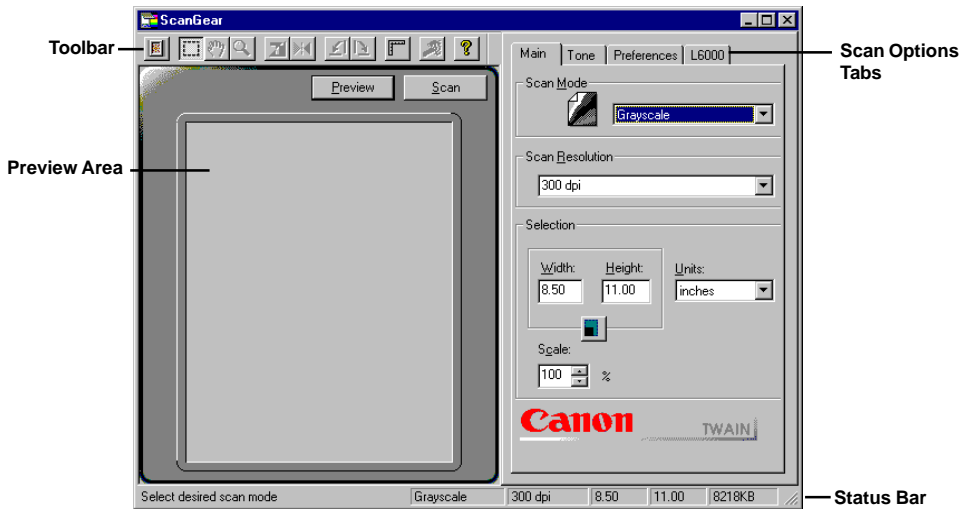 ScanGear
Toolbar
Scan Options
Tabs
Main Tone Preferences L6000
Preview Scan
Scan Mode
Grayscale
Preview Area
Scan Resolution
300 dpi
Selection
Width: Height: Units:
8.50 11.00 inches
Scale:
100 %
Canon TWAIN
Select desired scan mode Grayscale 300 dpi 8.50 11.00 8218KB
Status Bar